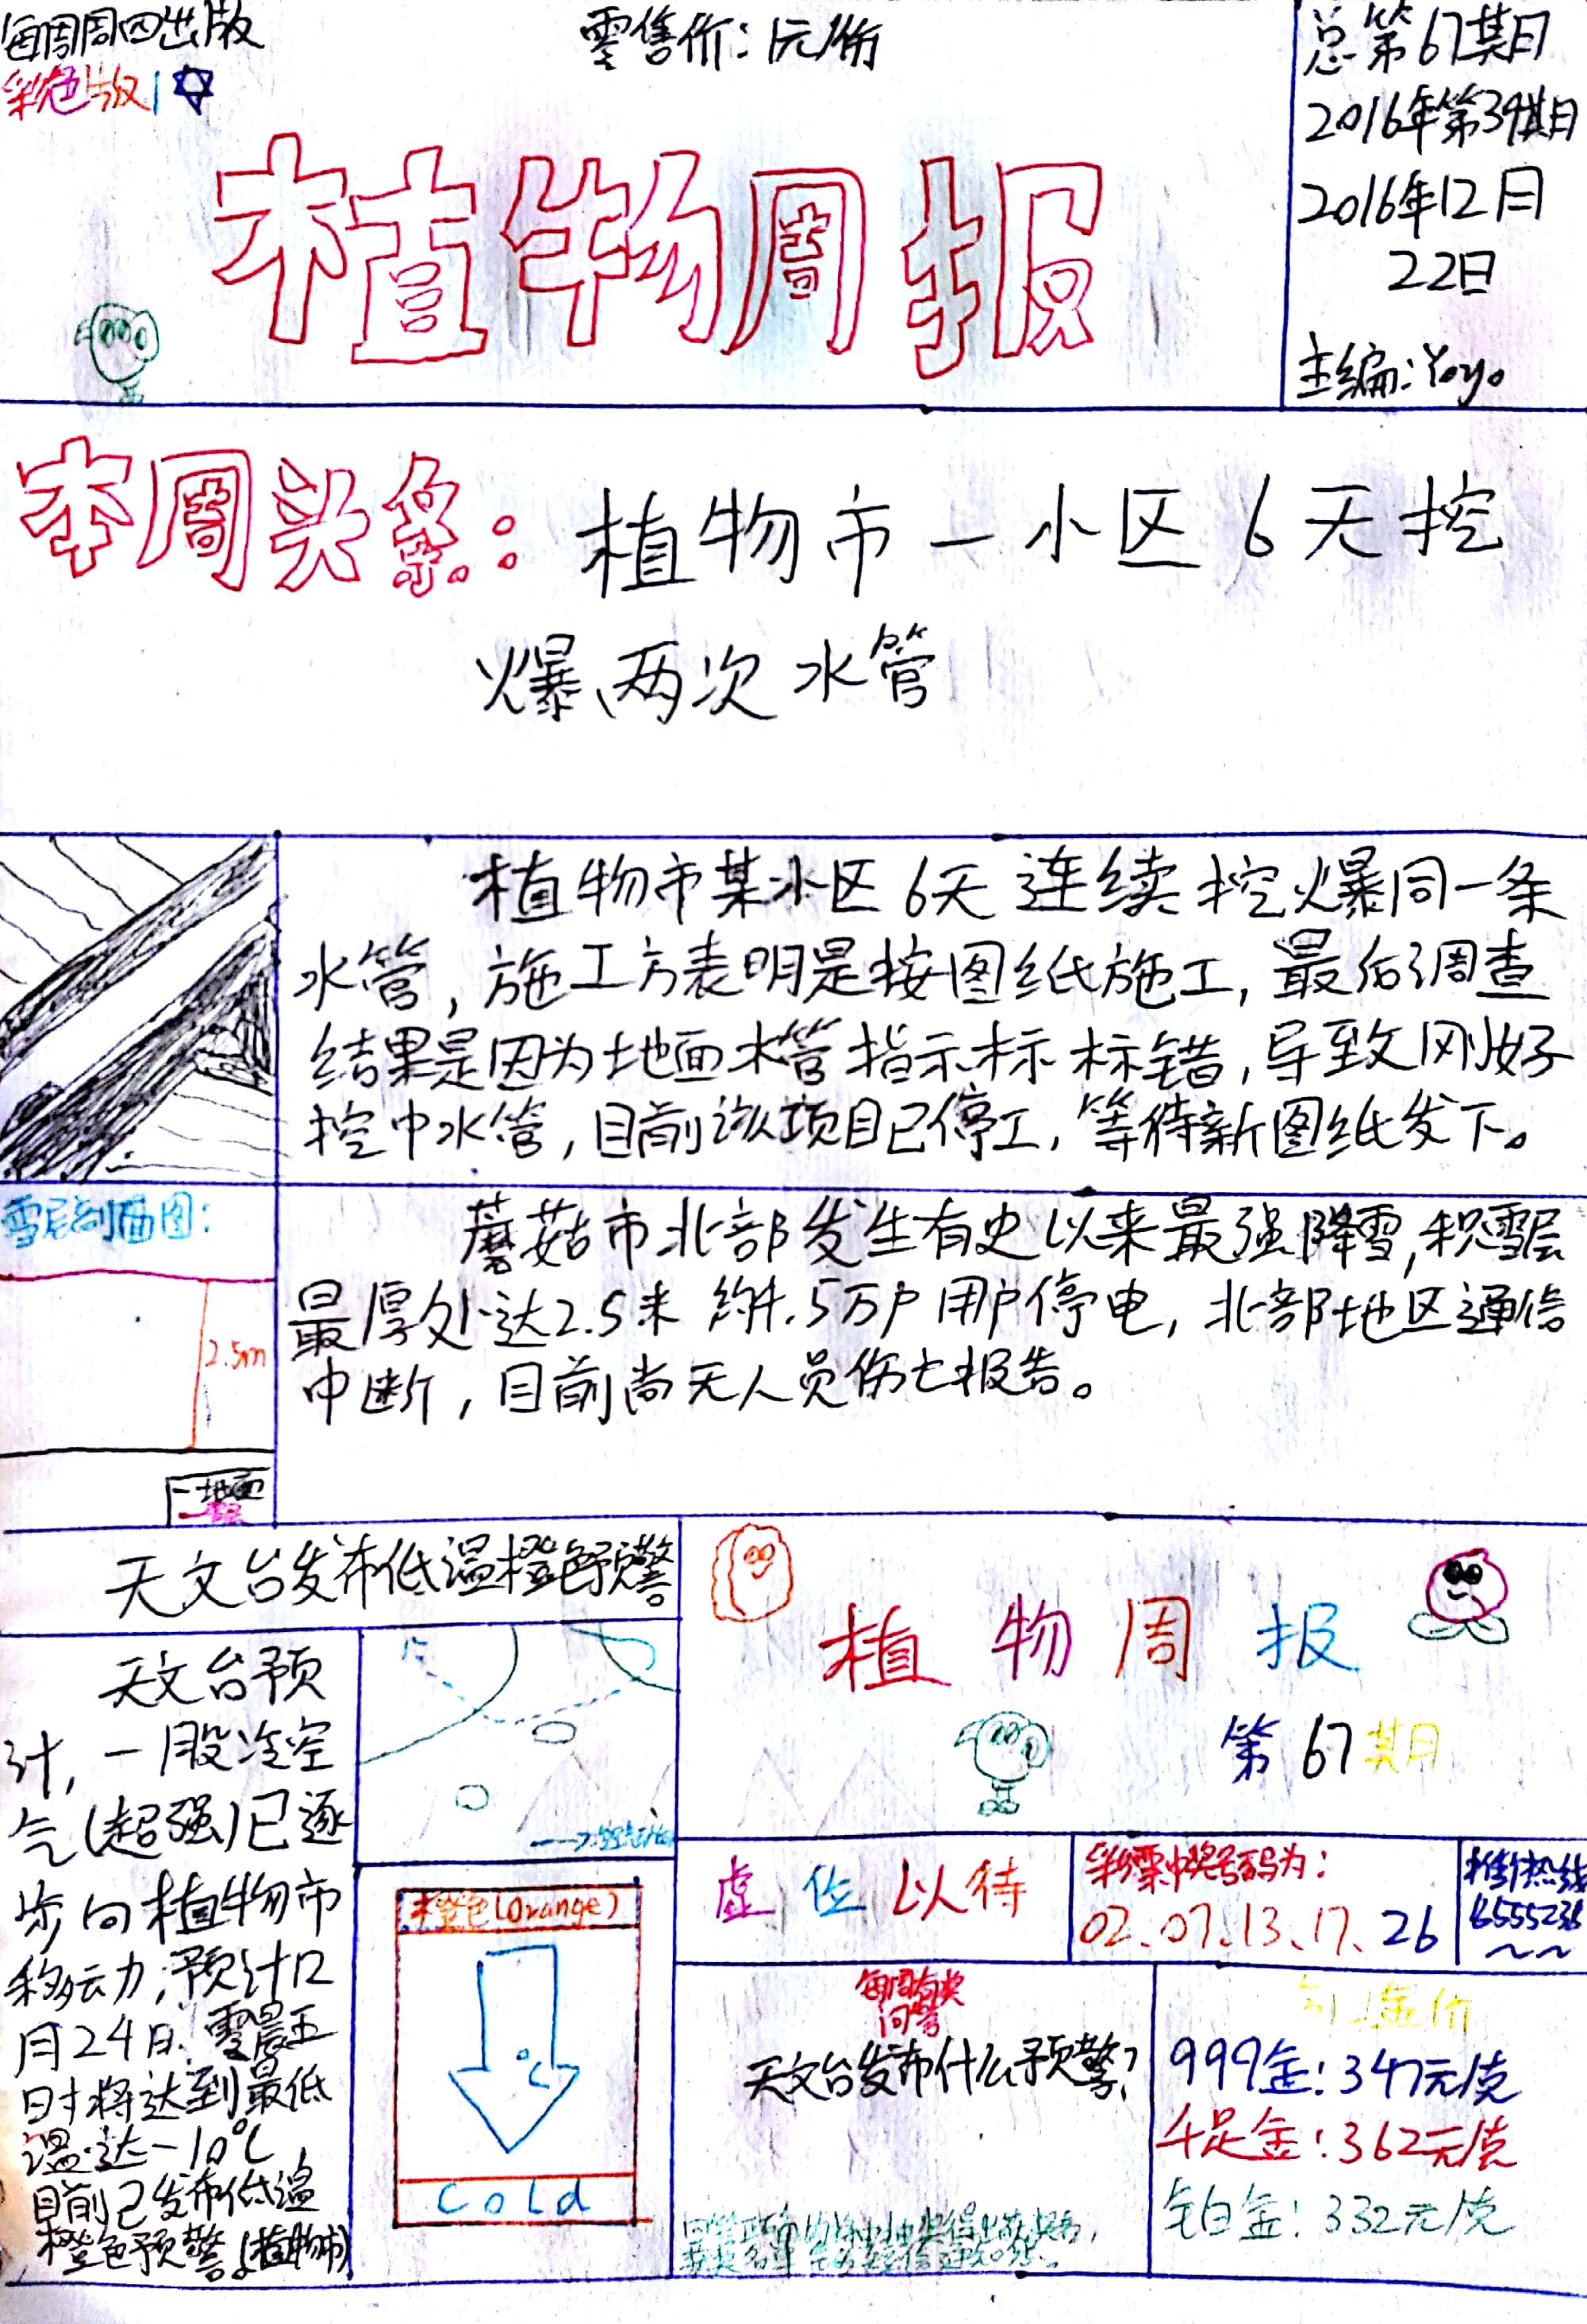 每周周四出版
彩色版
零售价：1元/份
总第67期
2016年第39期
2016年12月
22日
主编：Yoyo
植物周报
本周头条：植物市一小区6天挖
爆两次水管
植物市某小区6天连续挖爆同一条
水管，施工方表明是按图纸施工，最后调查
结果是因为地面水管指示标标错，导致刚好
挖中水管，目前该项目已停工，等待新图纸发下。
雪层剖面图：
2.5m
地面
蘑菇市北部发生有史以来最强降雪，积雪层
最厚处达2.5米 约1.5万户用户停电，北部地区通信
中断，目前尚无人员伤亡报告。
天文台发布低温橙色预警
天文台预
计，一股冷空
气（超强）已逐
步向植物市
移动，预计12
月24日 零晨五
时将达到最低
温 达-10℃
目前已发布低温
橙色预警。（植物市）
橙色(Orange)
℃
Cold
植物周报
第67期
虚位以待
彩票中奖号码为：
02、07、13、17、26
每周有奖
问答
天文台发布什么预警？
金价
999金：347元/克
千足金：362元/克
铂金：332元/克